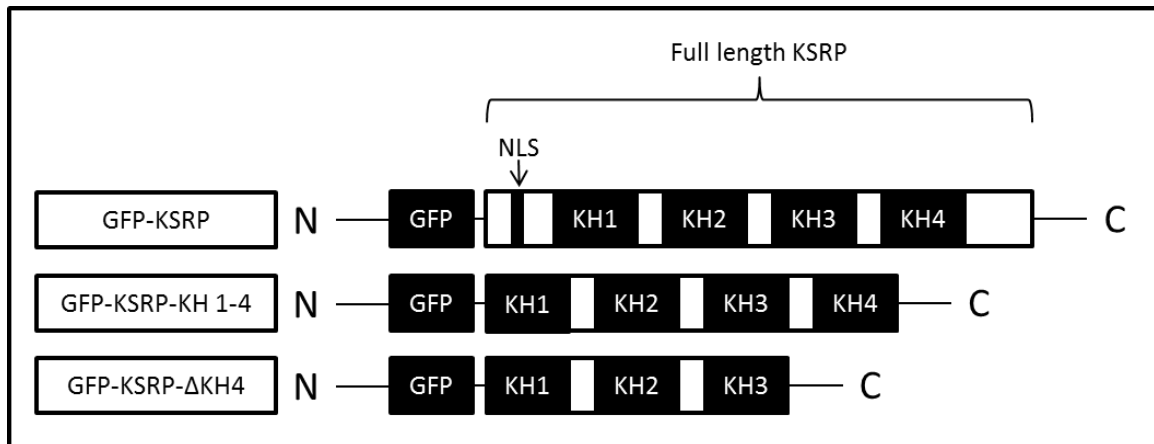 Full length KSRP
NLS
GFP-KSRP N GFP KH1 KH2 KH3 KH4 C
GFP-KSRP-KH 1-4 N GFP KH1 KH2 KH3 KH4 C
GFP-KSRP-ΔKH4 N GFP KH1 KH2 KH3 C